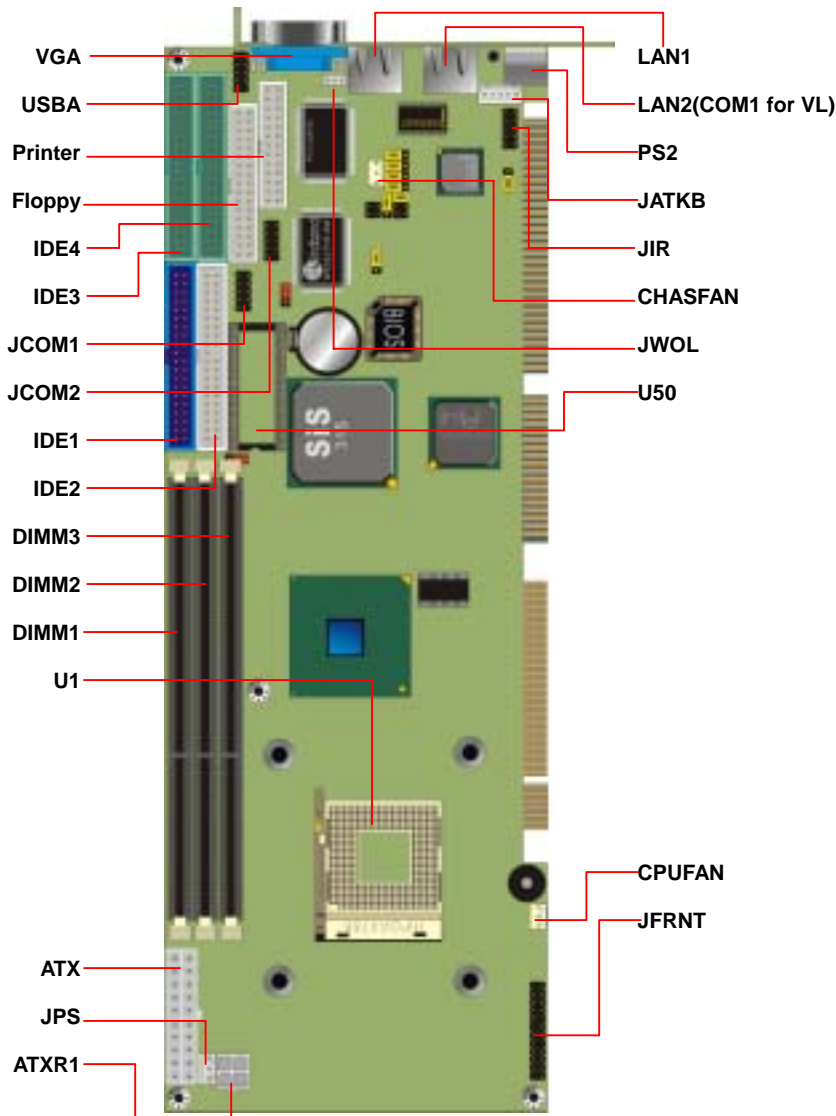 VGA
USBA
Printer
Floppy
IDE4
IDE3
JCOM1
JCOM2
IDE1
IDE2
DIMM3
DIMM2
DIMM1
U1
ATX
JPS
ATXR1
LAN1
LAN2(COM1 for VL)
PS2
JATKB
JIR
CHASFAN
JWOL
U50
CPUFAN
JFRNT
BIOS
SiS